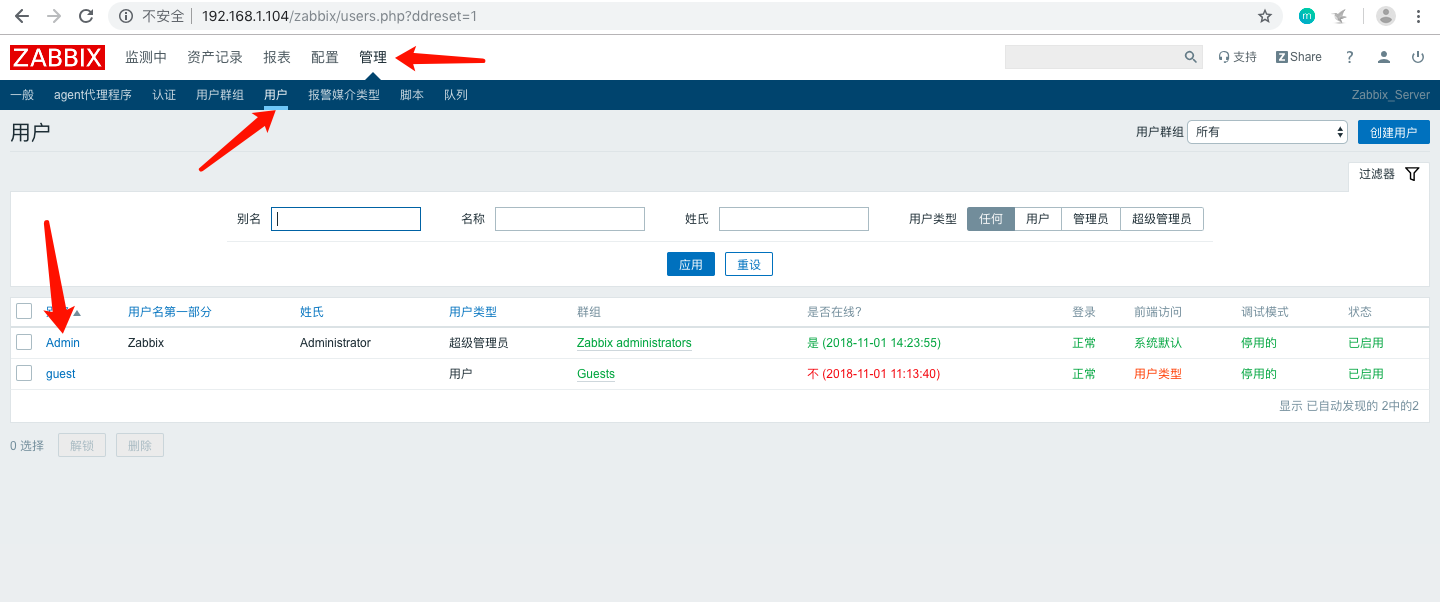 不安全 192.168.1.104/zabbix/users.php?ddreset=1 m
ZABBIX 监测中 资产记录 报表 配置 管理 支持 Z Share ?
一般 agent代理程序 认证 用户群组 用户 报警媒介类型 脚本 队列 Zabbix_Server
用户 用户群组 所有 创建用户
过滤器
别名 名称 姓氏 用户类型 任何 用户 管理员 超级管理员
应用 重设
用户名第一部分 姓氏 用户类型 群组 是否在线? 登录 前端访问 调试模式 状态
Admin Zabbix Administrator 超级管理员 Zabbix administrators 是 (2018-11-01 14:23:55) 正常 系统默认 停用的 已启用
guest 用户 Guests 不 (2018-11-01 11:13:40) 正常 用户类型 停用的 已启用
显示 已自动发现的 2中的2
0 选择 解锁 删除